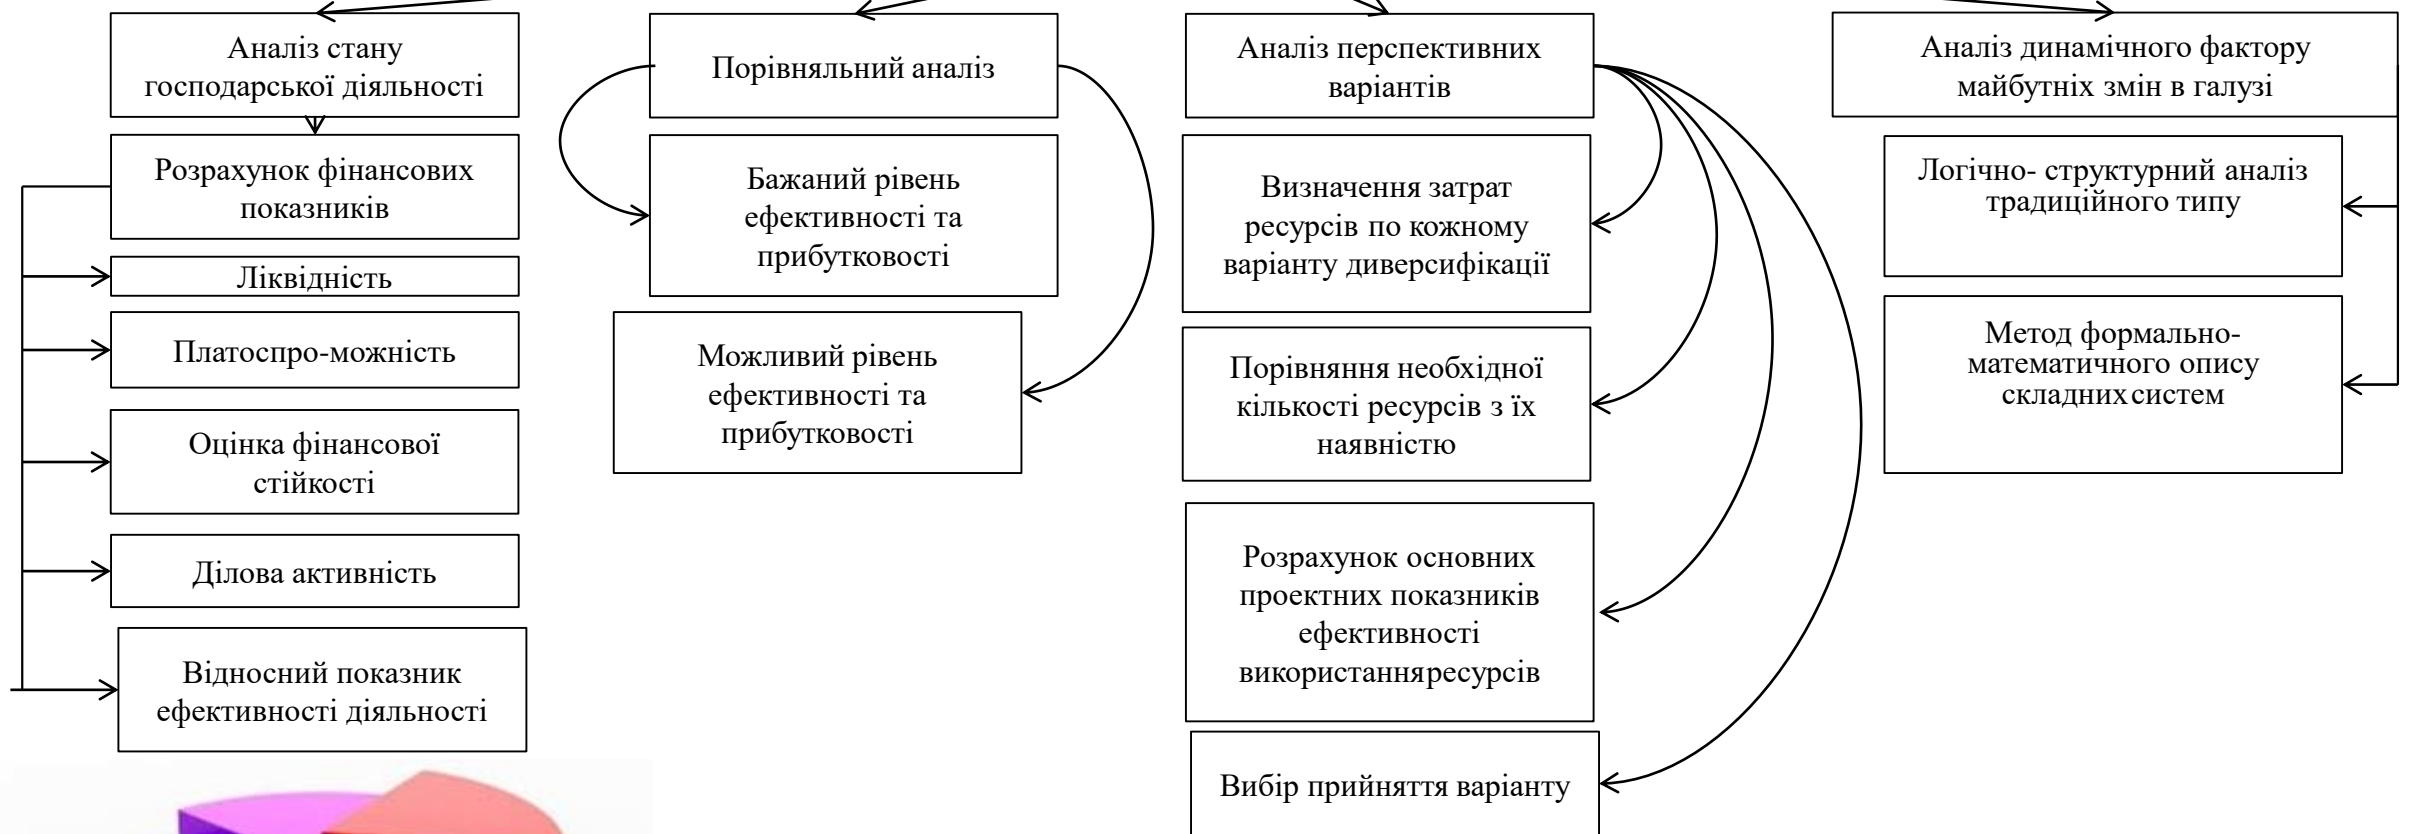 Аналіз стану
господарської діяльності
Розрахунок фінансових
показників
Ліквідність
Платоспро-можність
Оцінка фінансової
стійкості
Ділова активність
Відносний показник
ефективності діяльності
Порівняльний аналіз
Бажаний рівень
ефективності та
прибутковості
Можливий рівень
ефективності та
прибутковості
Аналіз перспективних
варіантів
Визначення затрат
ресурсів по кожному
варіанту диверсифікації
Порівняння необхідної
кількості ресурсів з їх
наявністю
Розрахунок основних
проектних показників
ефективності
використанняресурсів
Вибір прийняття варіанту
Аналіз динамічного фактору
майбутніх змін в галузі
Логічно- структурний аналіз
традиційного типу
Метод формально-
математичного опису
складнихсистем